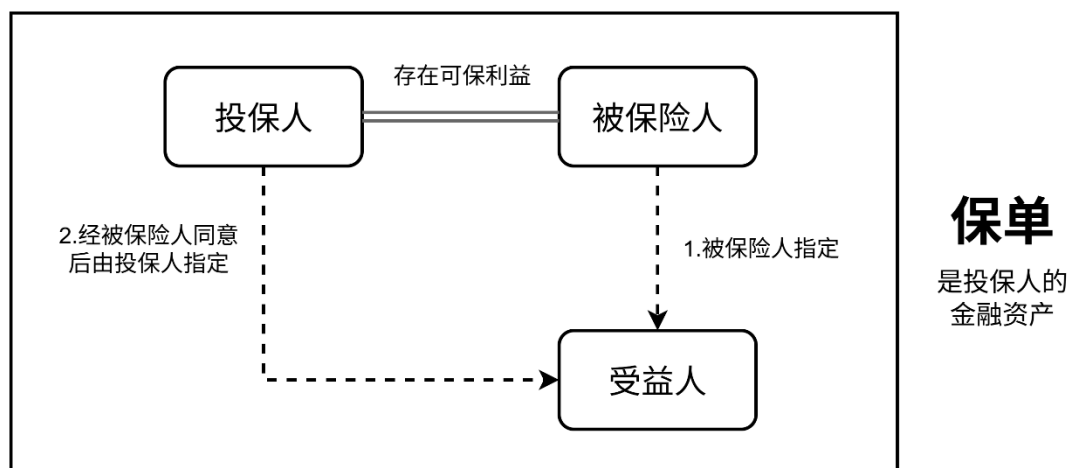 存在可保利益
投保人
被保险人
2.经被保险人同意
后由投保人指定
1.被保险人指定
受益人
保单
是投保人的
金融资产